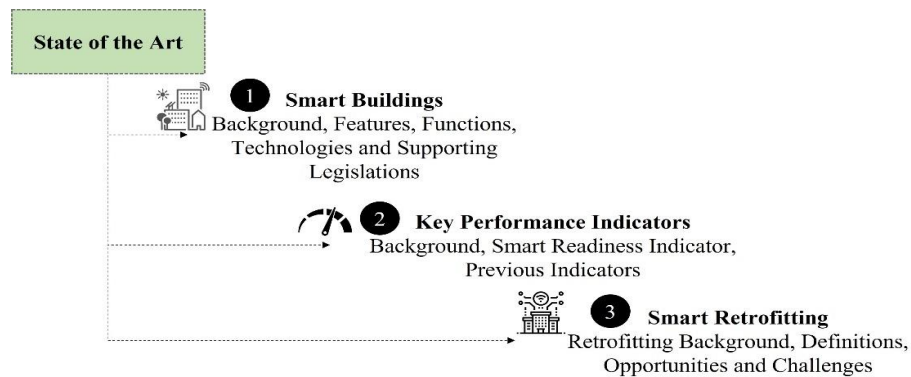 State of the Art
1 Smart Buildings
Background, Features, Functions,
Technologies and Supporting
Legislations
2 Key Performance Indicators
Background, Smart Readiness Indicator,
Previous Indicators
3 Smart Retrofitting
Retrofitting Background, Definitions,
Opportunities and Challenges